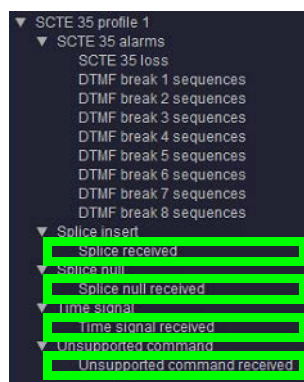 SCTE 35 profile 1
SCTE 35 alarms
SCTE 35 loss
DTMF break 1 sequences
DTMF break 2 sequences
DTMF break 3 sequences
DTMF break 4 sequences
DTMF break 5 sequences
DTMF break 6 sequences
DTMF break 7 sequences
DTMF break 8 sequences
Splice insert
Splice received
Splice null
Splice null received
Time signal
Time signal received
Unsupported command
Unsupported command received